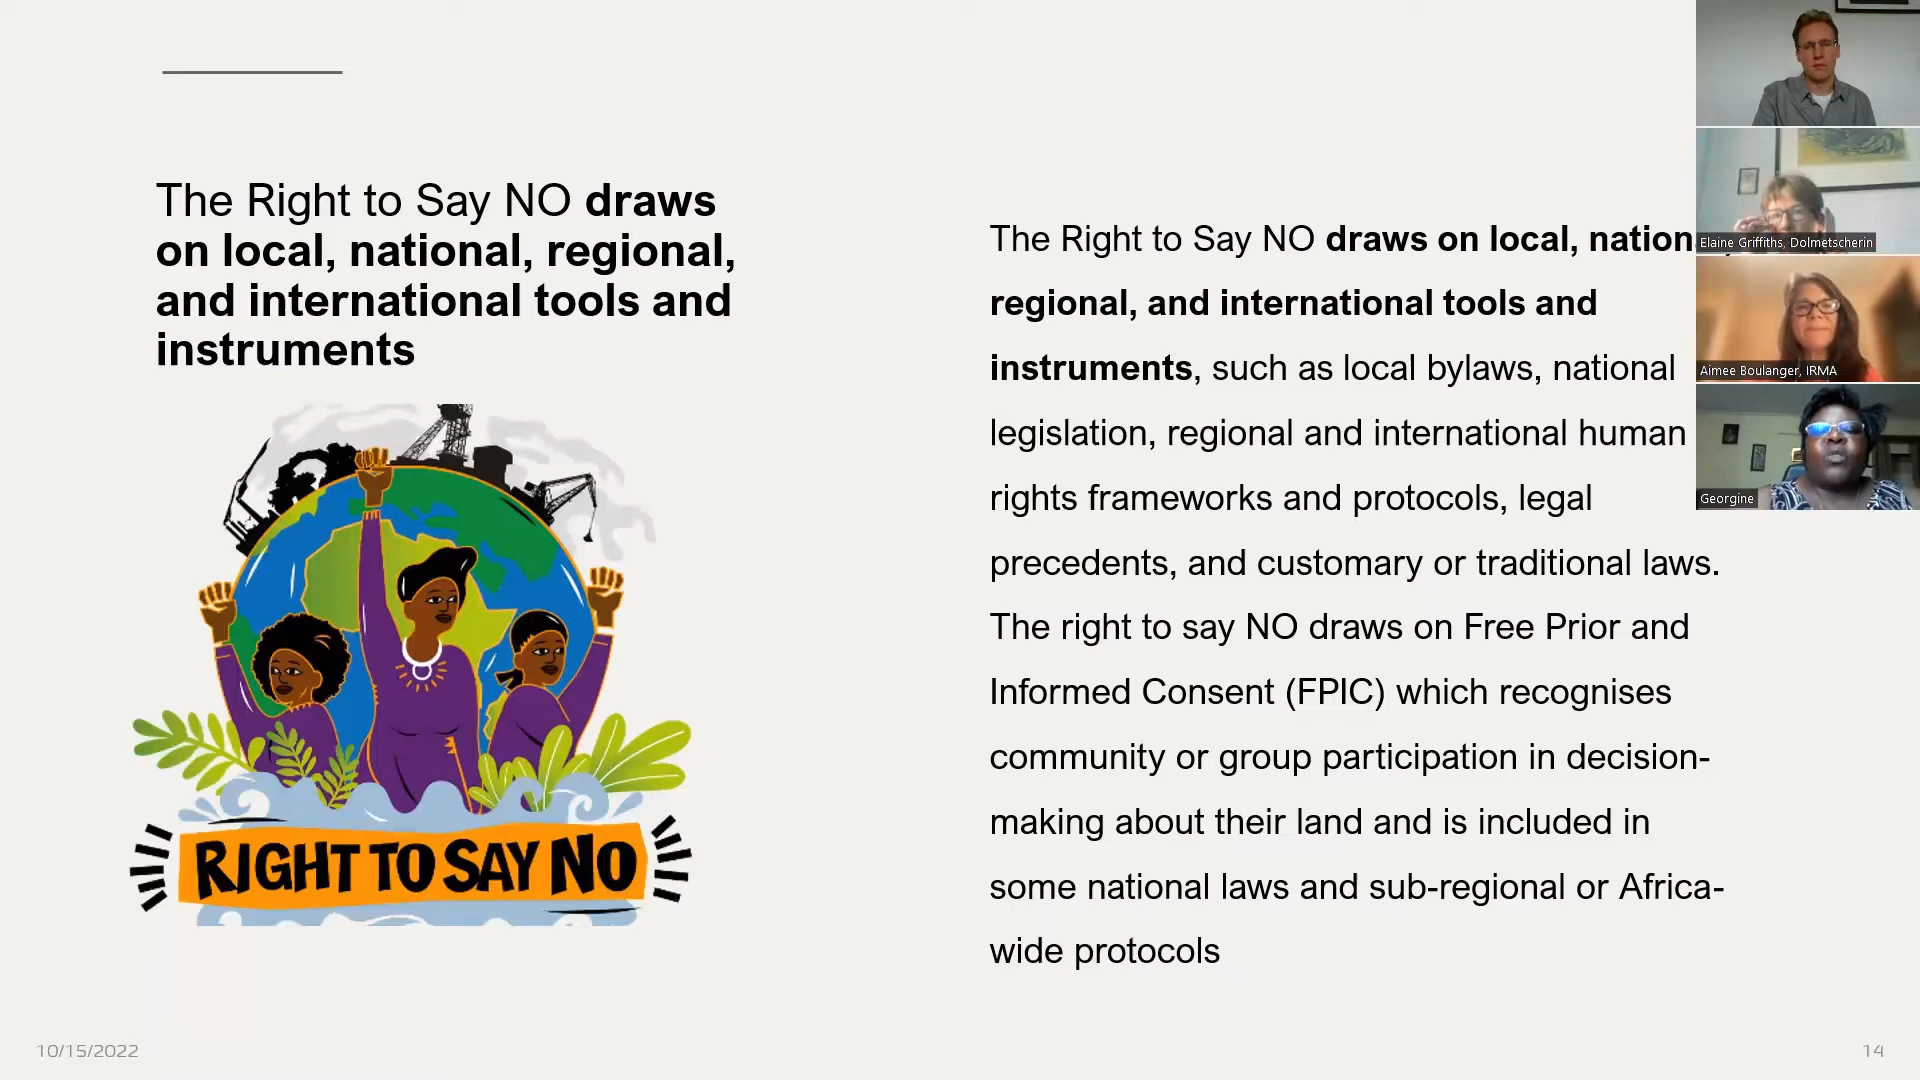 The Right to Say NO draws
on local, national, regional,
and international tools and
instruments
RIGHT TO SAY NO
The Right to Say NO draws on local, nation
regional, and international tools and
instruments, such as local bylaws, national
legislation, regional and international human
rights frameworks and protocols, legal
precedents, and customary or traditional laws.
The right to say NO draws on Free Prior and
Informed Consent (FPIC) which recognises
community or group participation in decision-
making about their land and is included in
some national laws and sub-regional or Africa-
wide protocols
Elaine Griffiths, Dolmetscherin
Aimee Boulanger, IRMA
Georgine
10/15/2022
14